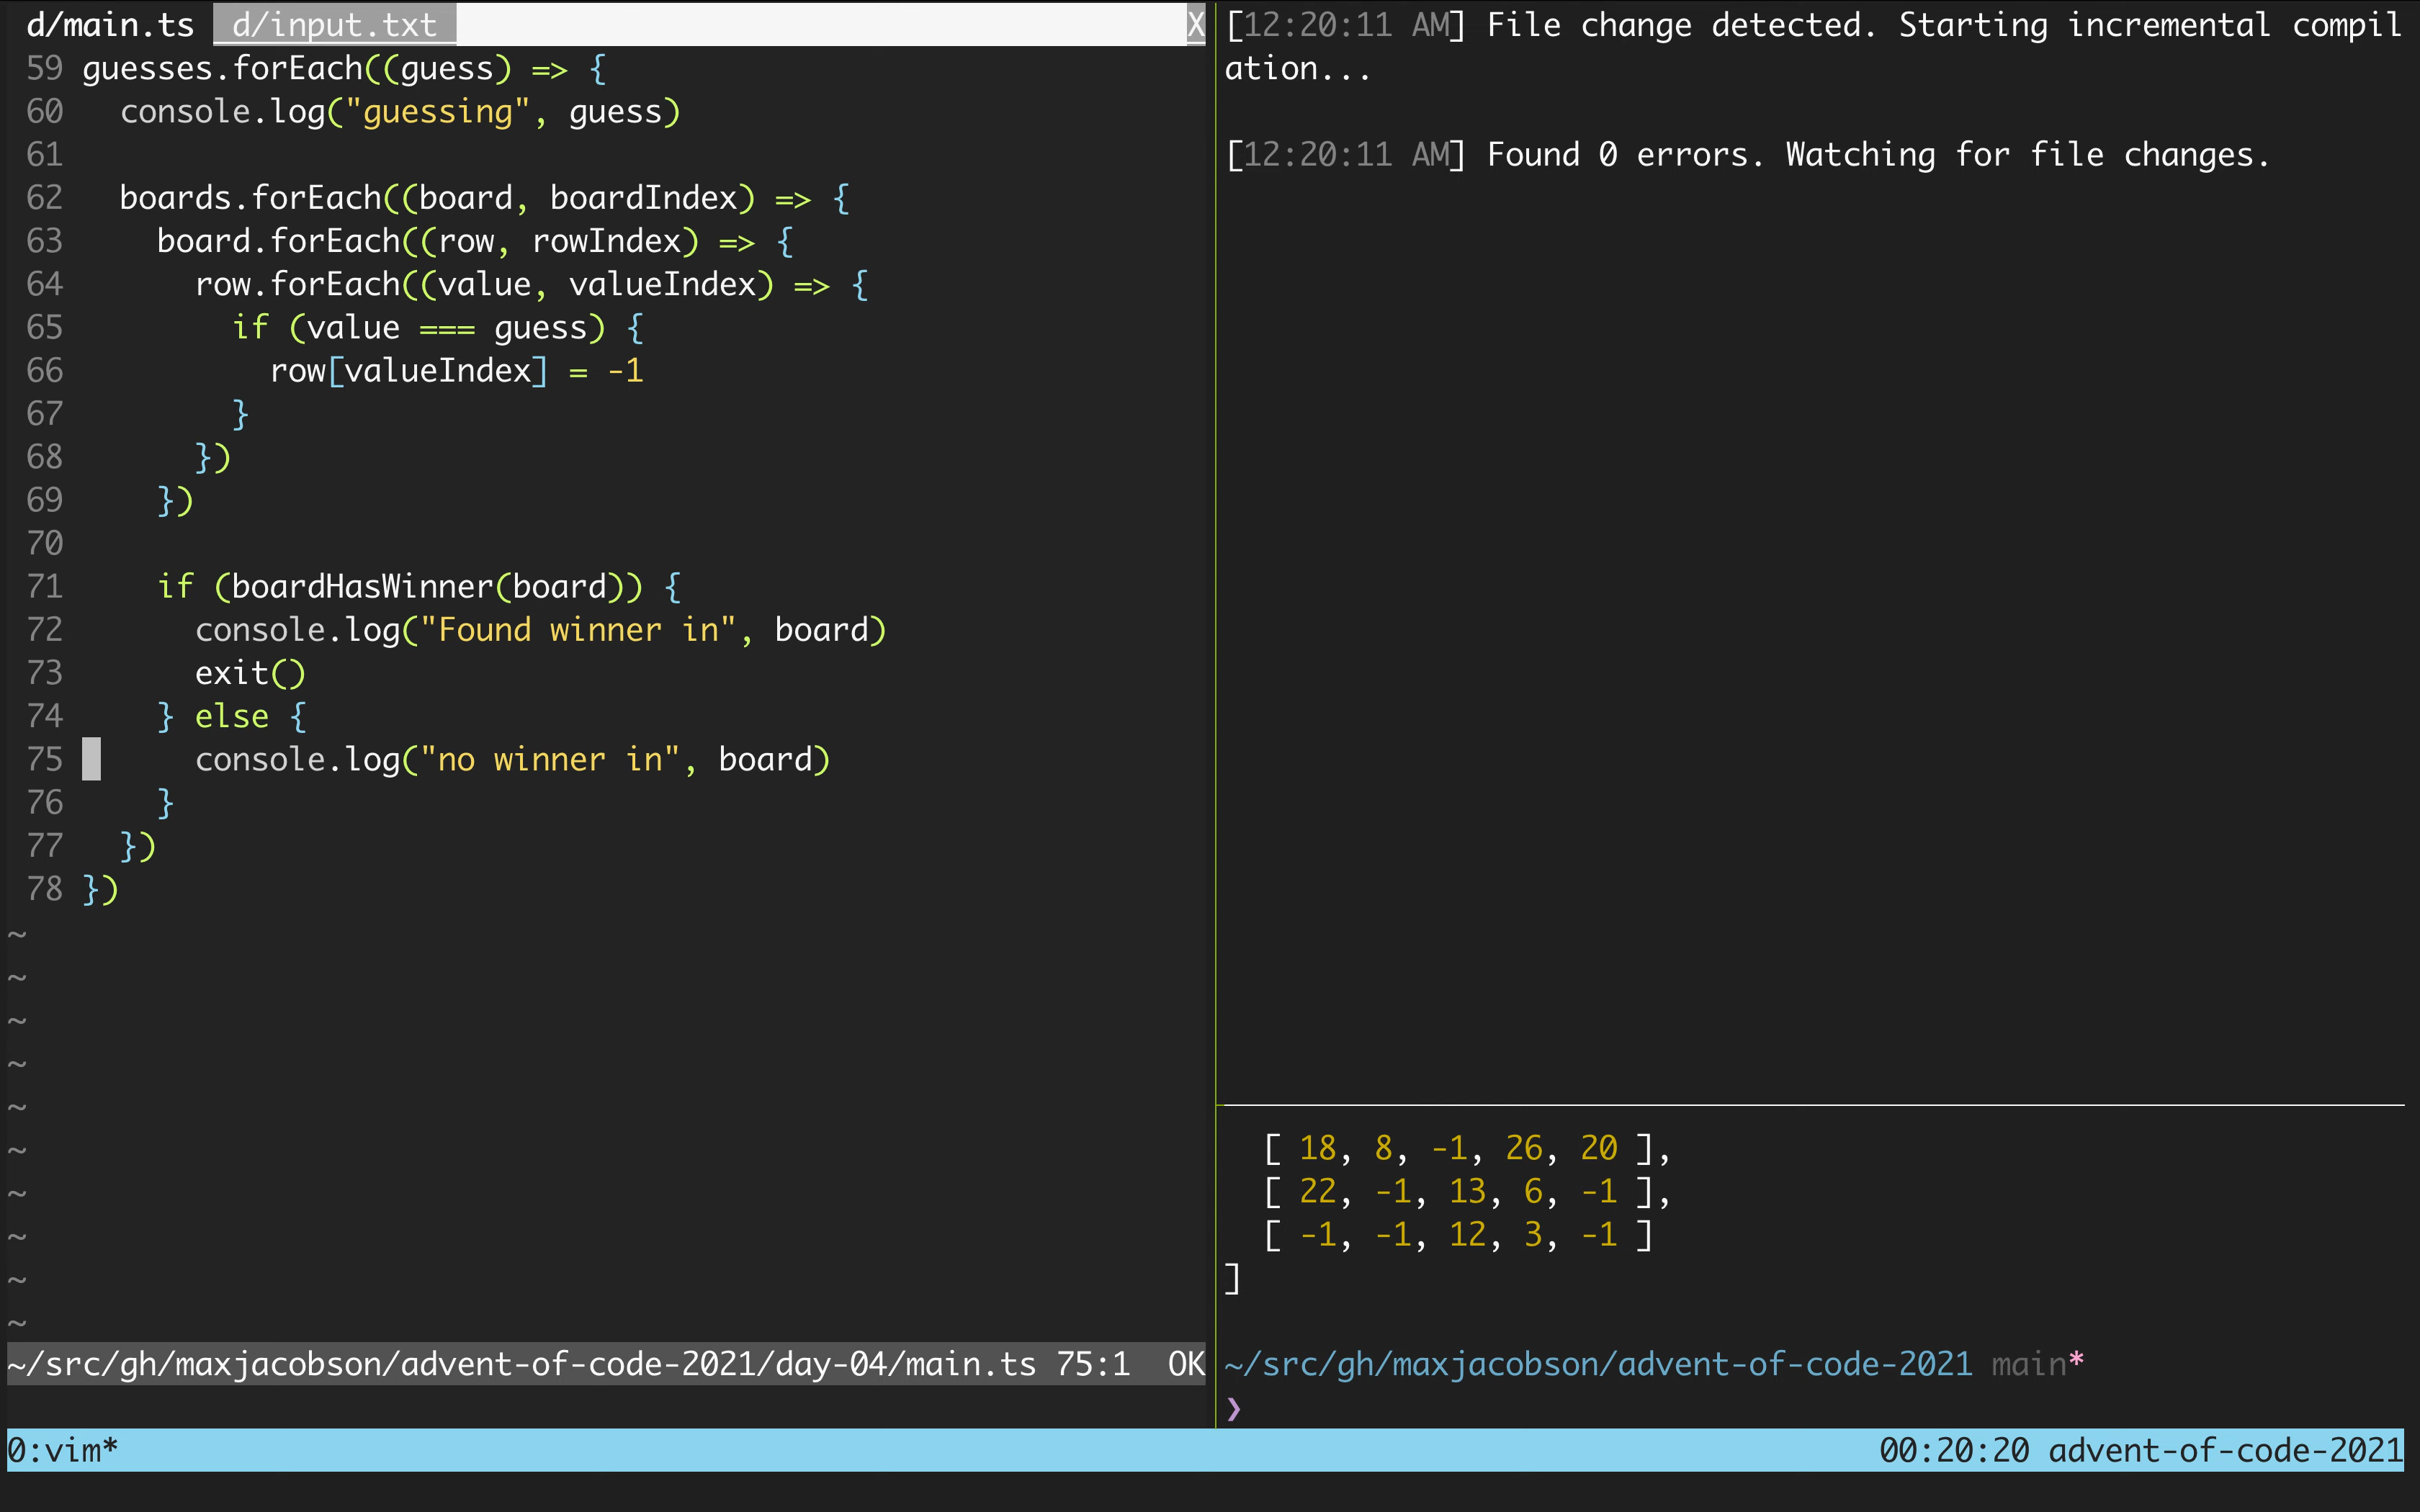 d/main.ts d/input.txt X
59 guesses.forEach((guess) => {
60   console.log("guessing", guess)
61
62   boards.forEach((board, boardIndex) => {
63     board.forEach((row, rowIndex) => {
64       row.forEach((value, valueIndex) => {
65         if (value === guess) {
66           row[valueIndex] = -1
67         }
68       })
69     })
70
71     if (boardHasWinner(board)) {
72       console.log("Found winner in", board)
73       exit()
74     } else {
75       console.log("no winner in", board)
76     }
77   })
78 })
~
~
~
~
~
~
~
~
~
~
~/src/gh/maxjacobson/advent-of-code-2021/day-04/main.ts 75:1  OK
[12:20:11 AM] File change detected. Starting incremental compil
ation...
[12:20:11 AM] Found 0 errors. Watching for file changes.
  [ 18, 8, -1, 26, 20 ],
  [ 22, -1, 13, 6, -1 ],
  [ -1, -1, 12, 3, -1 ]
]
~/src/gh/maxjacobson/advent-of-code-2021 main*
❯
0:vim* 00:20:20 advent-of-code-2021